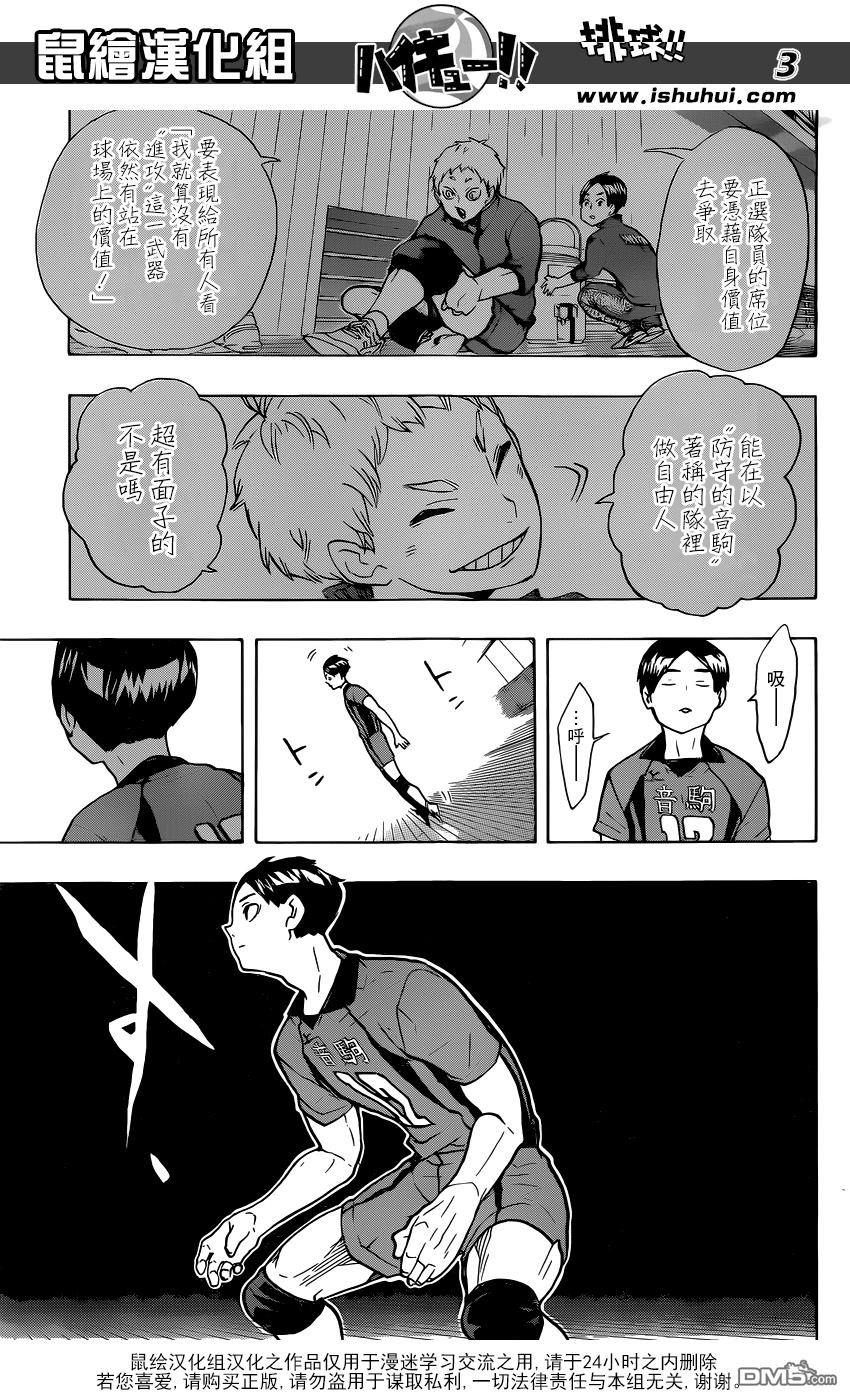 鼠繪漢化組
ハイキュー!!
排球!!
3
www.ishuhui.com
正選隊員的席位
要憑藉自身價值
去爭取
要表現給所有人看
「我就算沒有
"進攻"這一武器
依然有站在
球場上的價值！」
能在以
"防守的音駒"
著稱的隊裡
做自由人
超有面子的
不是嗎
吸——
…呼——
音駒
12
トン
トン
音駒
鼠绘汉化组汉化之作品仅用于漫迷学习交流之用, 请于24小时之内删除
若您喜爱, 请购买正版, 请勿盗用于谋取私利, 一切法律责任与本组无关, 谢谢。
DM5.com